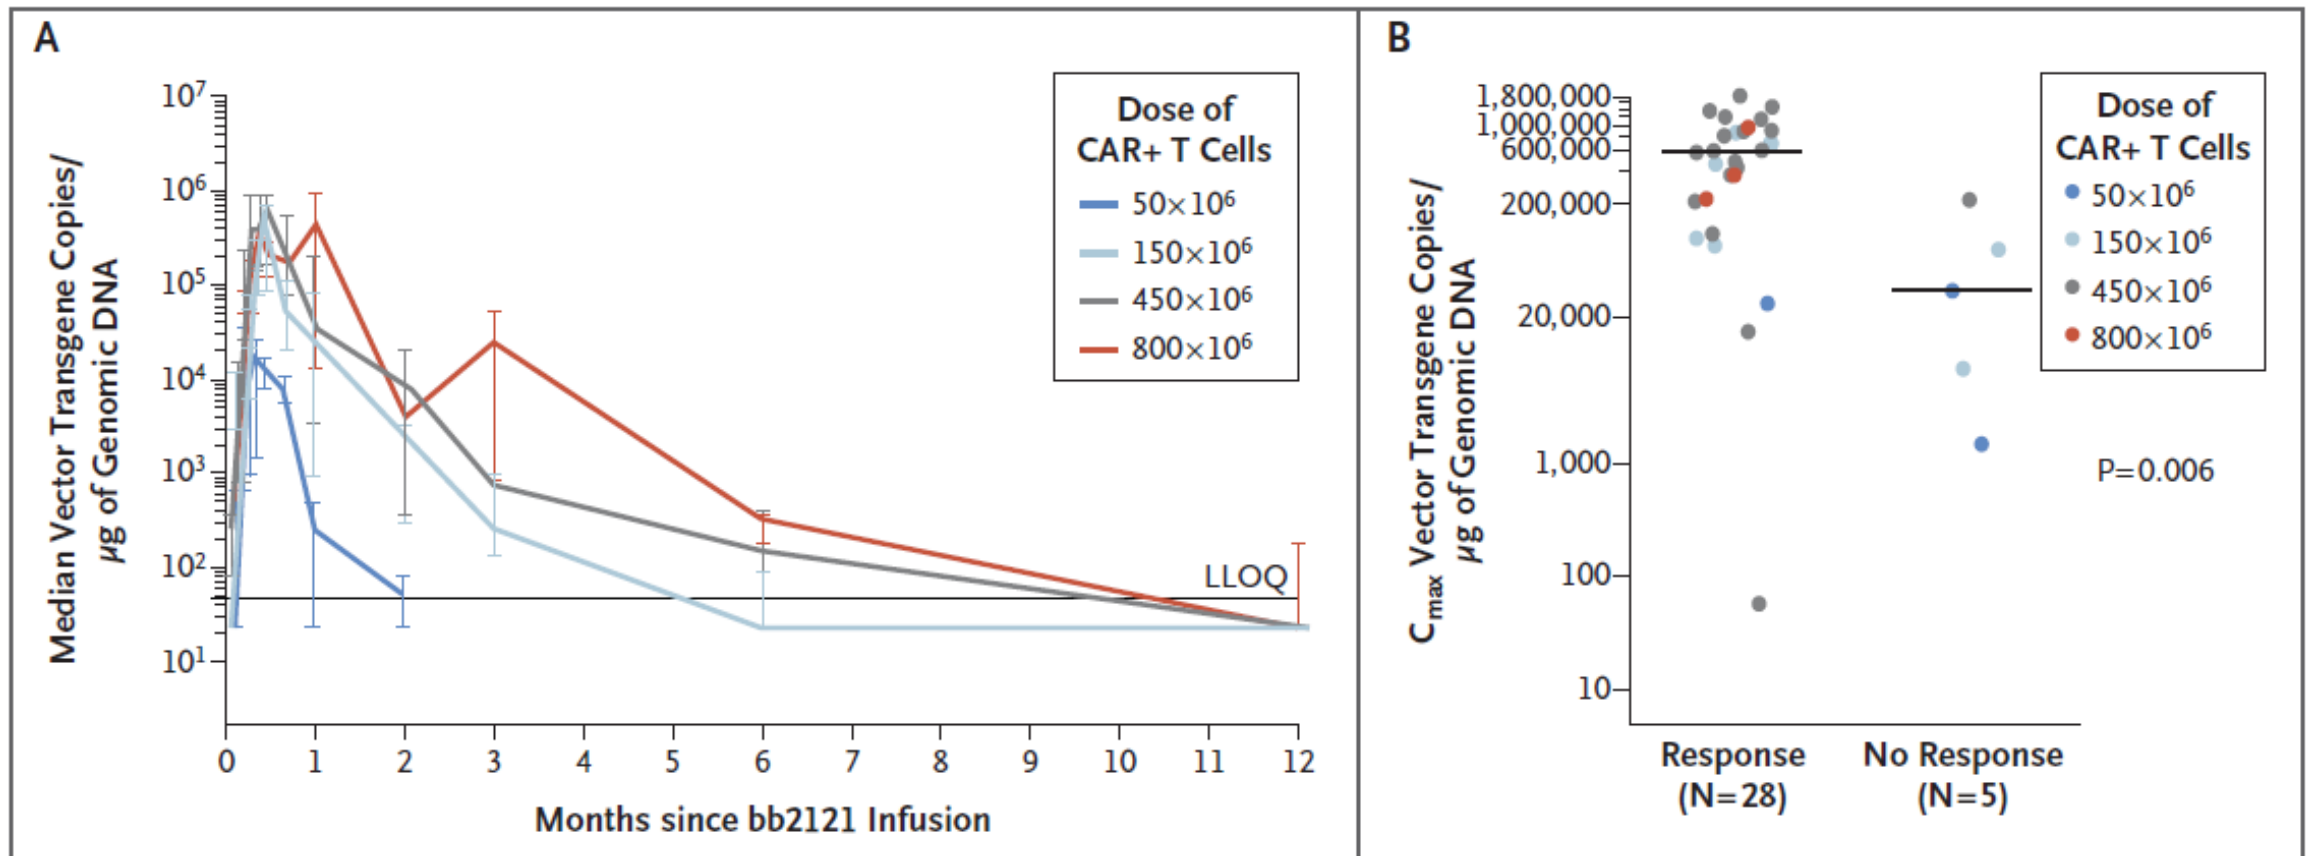 A
Median Vector Transgene Copies/
µg of Genomic DNA
10⁷
10⁶
10⁵
10⁴
10³
10²
10¹
Dose of
CAR+ T Cells
50×10⁶
150×10⁶
450×10⁶
800×10⁶
LLOQ
0 1 2 3 4 5 6 7 8 9 10 11 12
Months since bb2121 Infusion
B
Cmax Vector Transgene Copies/
µg of Genomic DNA
1,800,000
1,000,000
600,000
200,000
20,000
1,000
100
10
Dose of
CAR+ T Cells
50×10⁶
150×10⁶
450×10⁶
800×10⁶
P=0.006
Response
(N=28)
No Response
(N=5)